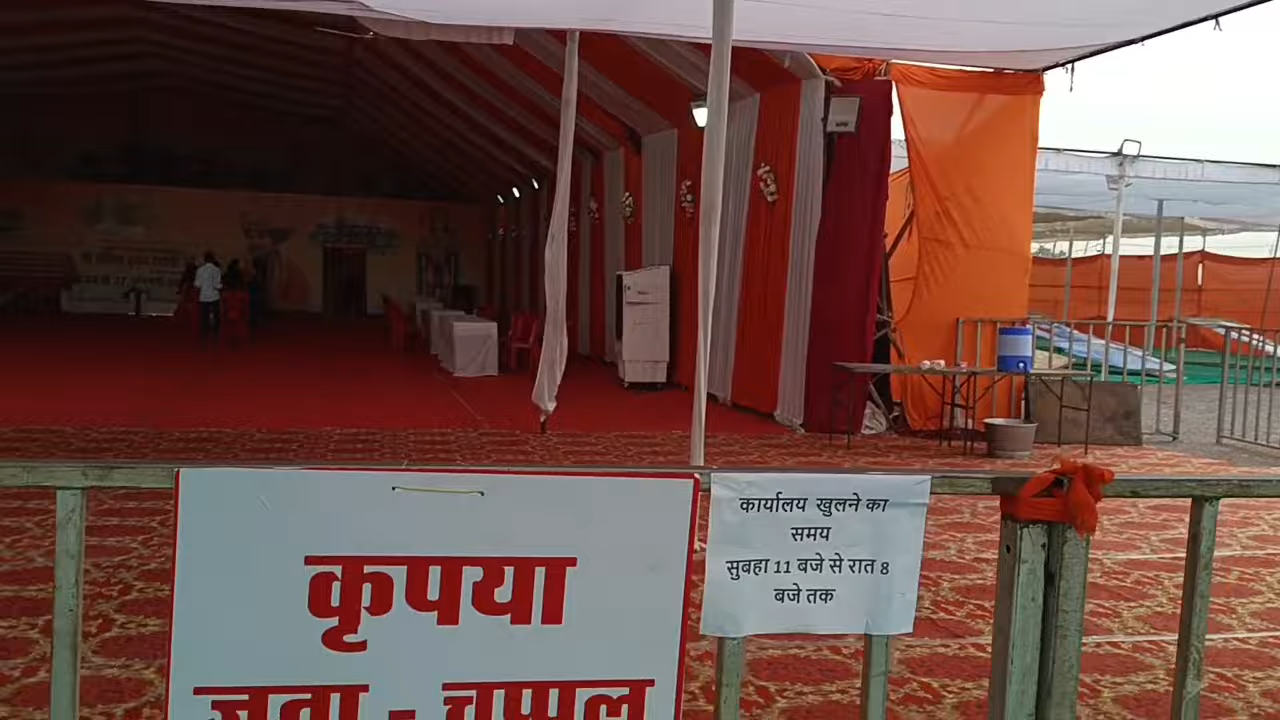 कृपया
जूता - चप्पल
कार्यालय खुलने का
समय
सुबहा 11 बजे से रात 8
बजे तक